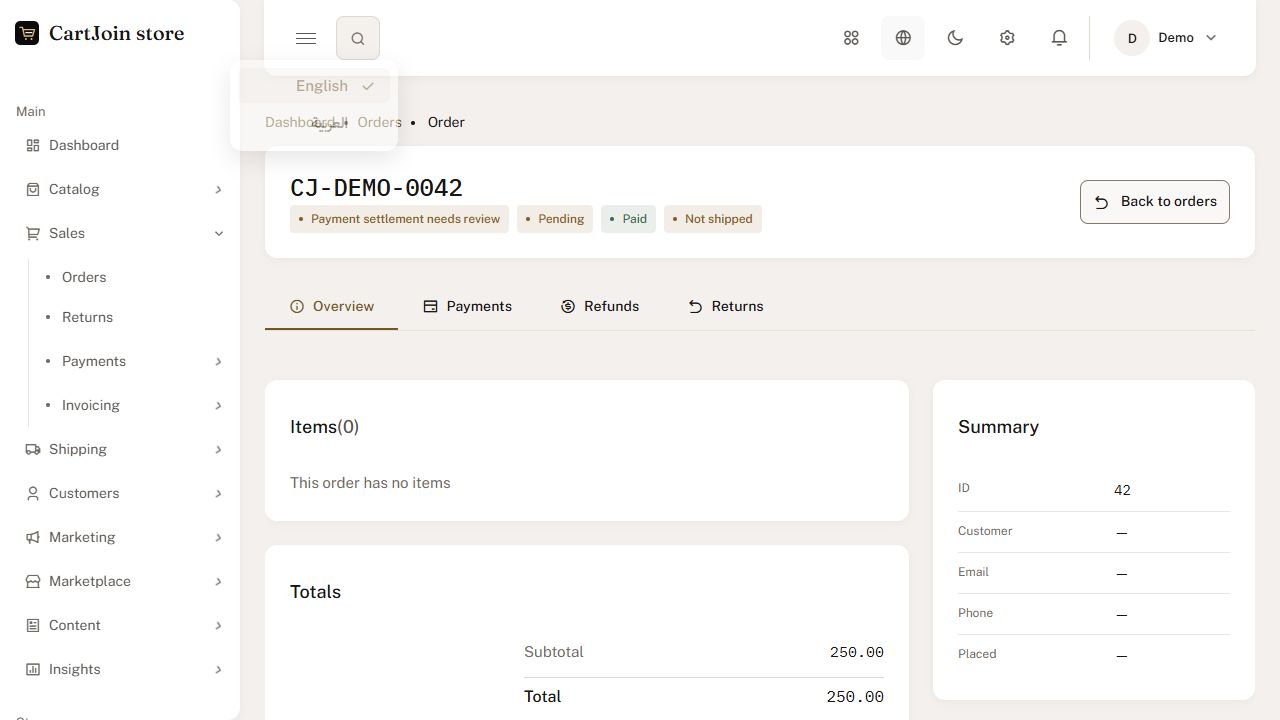 CartJoin store
D Demo
English
العربية
Dashboard • Orders • Order
Main
Dashboard
Catalog
Sales
Orders
Returns
Payments
Invoicing
Shipping
Customers
Marketing
Marketplace
Content
Insights
CJ-DEMO-0042
Payment settlement needs review
Pending
Paid
Not shipped
Back to orders
Overview
Payments
Refunds
Returns
Items(0)
This order has no items
Totals
Subtotal 250.00
Total 250.00
Summary
ID 42
Customer —
Email —
Phone —
Placed —